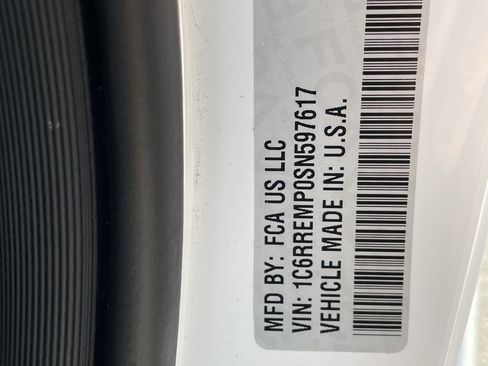 MFD BY: FCA US LLC
VIN: 1C6RREMP0SN597617
VEHICLE MADE IN: U.S.A.